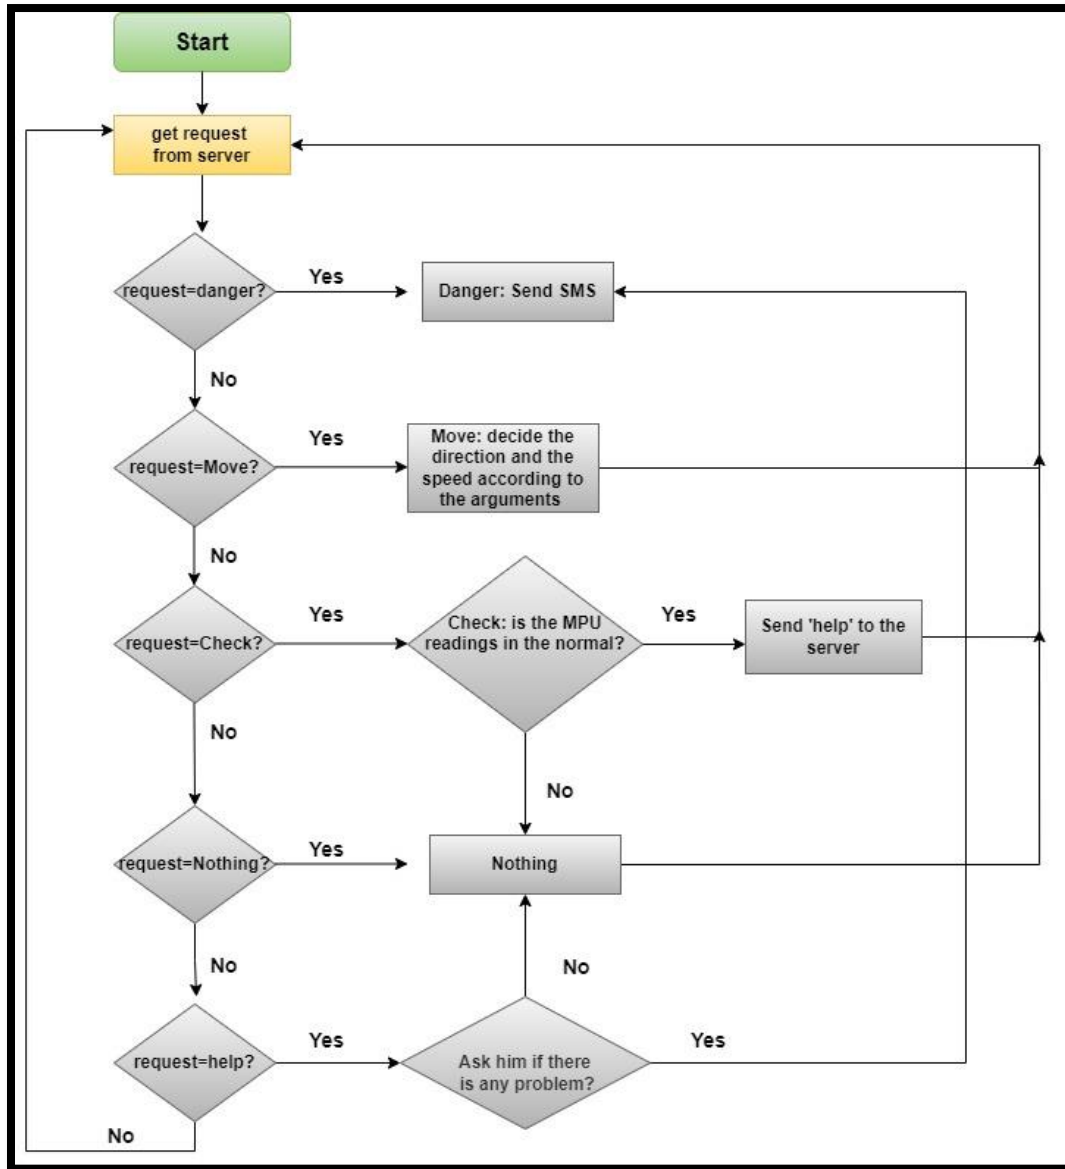 Start
get request
from server
request=danger?
Yes
Danger: Send SMS
No
request=Move?
Yes
Move: decide the
direction and the
speed according to
the arguments
No
request=Check?
Yes
Check: is the MPU
readings in the normal?
Yes
Send 'help' to the
server
No
No
request=Nothing?
Yes
Nothing
No
No
request=help?
Yes
Ask him if there
is any problem?
Yes
No